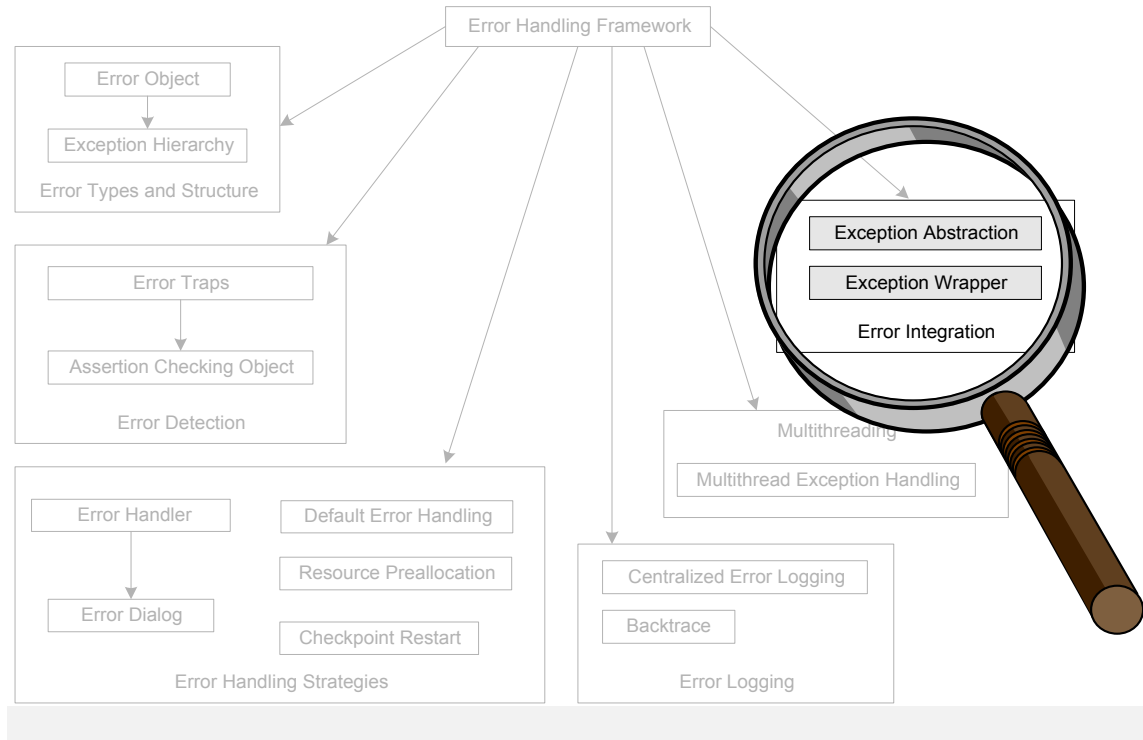 Error Handling Framework
Error Object
Exception Hierarchy
Error Types and Structure
Error Traps
Assertion Checking Object
Error Detection
Error Handler
Error Dialog
Default Error Handling
Resource Preallocation
Checkpoint Restart
Error Handling Strategies
Exception Abstraction
Exception Wrapper
Error Integration
Multithreading
Multithread Exception Handling
Centralized Error Logging
Backtrace
Error Logging